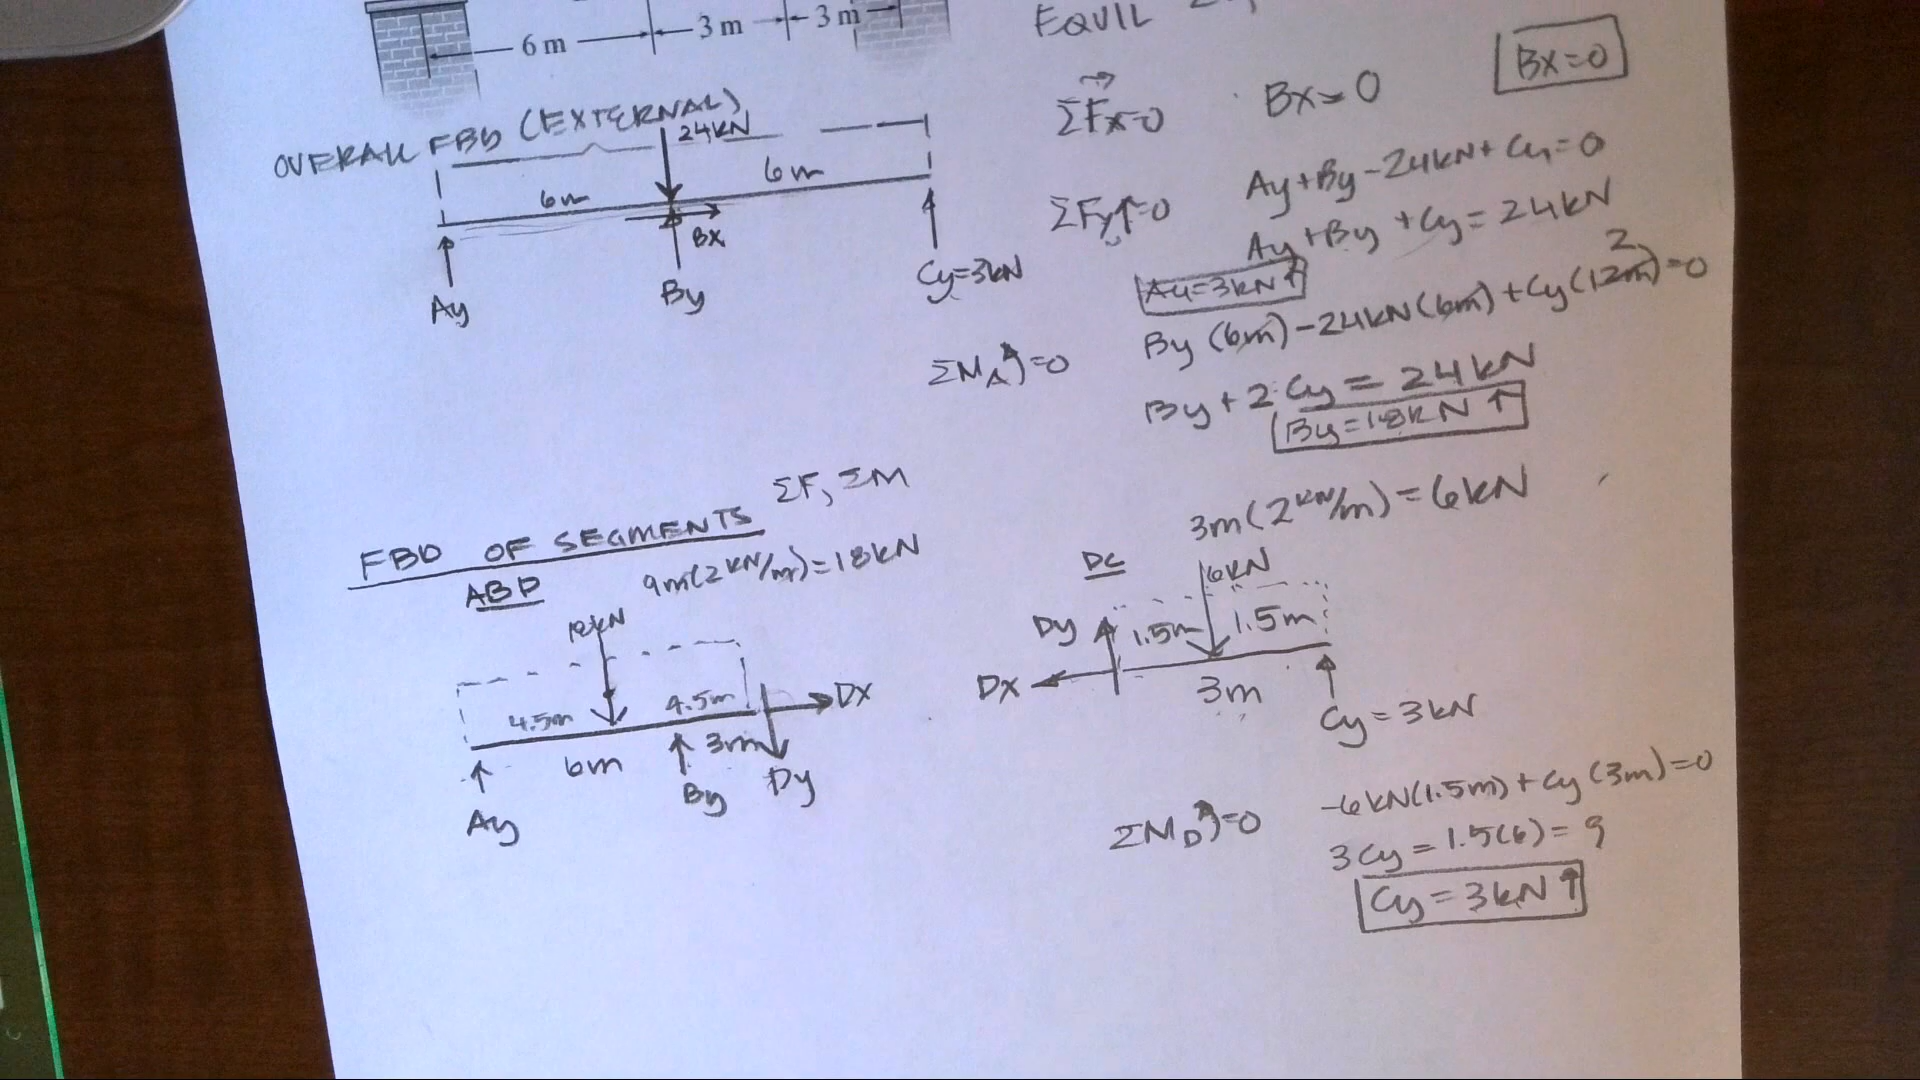 6 m
3 m
3 m
EQUIL
OVERALL FBD (EXTERNAL)
24kN
6m
6m
Ay
By
Bx
Cy=3kN
ΣFx=0
Bx=0
Bx=0
ΣFy↑=0
Ay+By-24kN+Cy=0
Ay+By+Cy=24kN
Ay=3kN↑
ΣMA=0
By(6m)-24kN(6m)+Cy(12m)=0
2
By+2Cy=24kN
By=18kN↑
FBD OF SEGMENTS ΣF, ΣM
ABD
9m(2kN/m)=18kN
18kN
4.5m
4.5m
Dx
6m
3m
Ay
By
Dy
3m(2kN/m)=6kN
DC
6kN
Dy
1.5m
1.5m
Dx
3m
Cy=3kN
ΣMD=0
-6kN(1.5m)+Cy(3m)=0
3Cy=1.5(6)=9
Cy=3kN↑